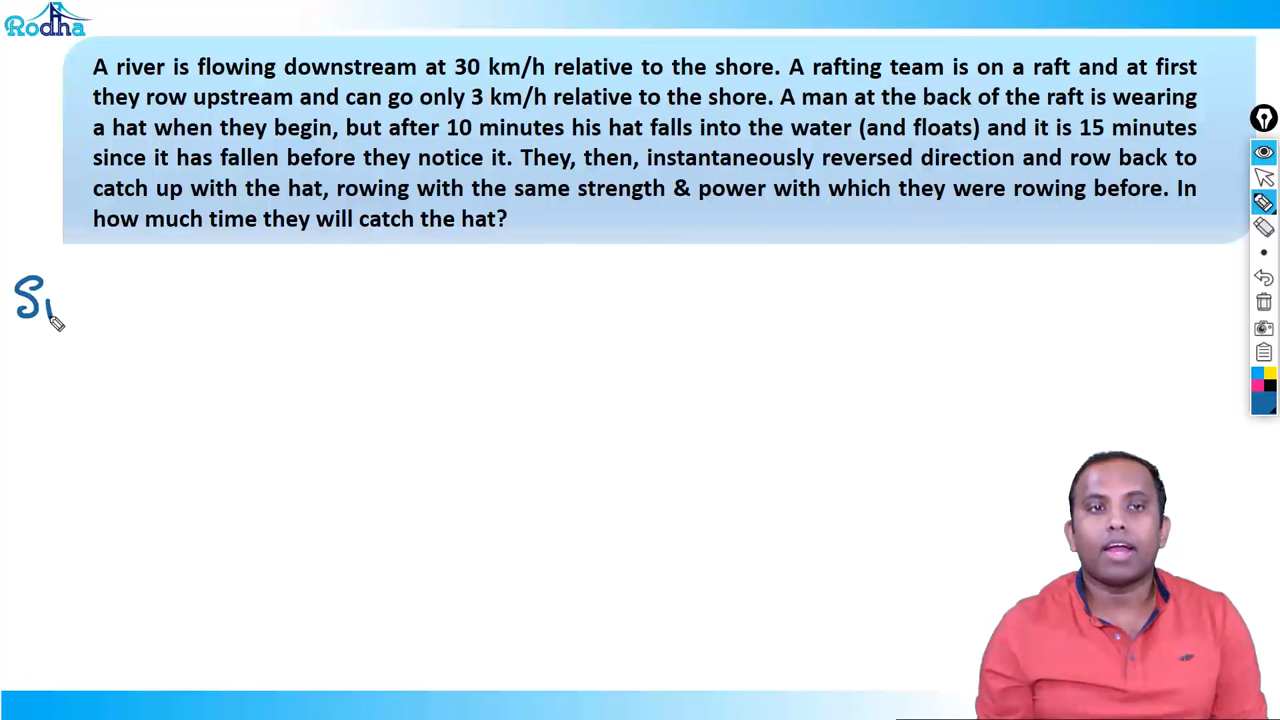 Rodha
A river is flowing downstream at 30 km/h relative to the shore. A rafting team is on a raft and at first
they row upstream and can go only 3 km/h relative to the shore. A man at the back of the raft is wearing
a hat when they begin, but after 10 minutes his hat falls into the water (and floats) and it is 15 minutes
since it has fallen before they notice it. They, then, instantaneously reversed direction and row back to
catch up with the hat, rowing with the same strength & power with which they were rowing before. In
how much time they will catch the hat?